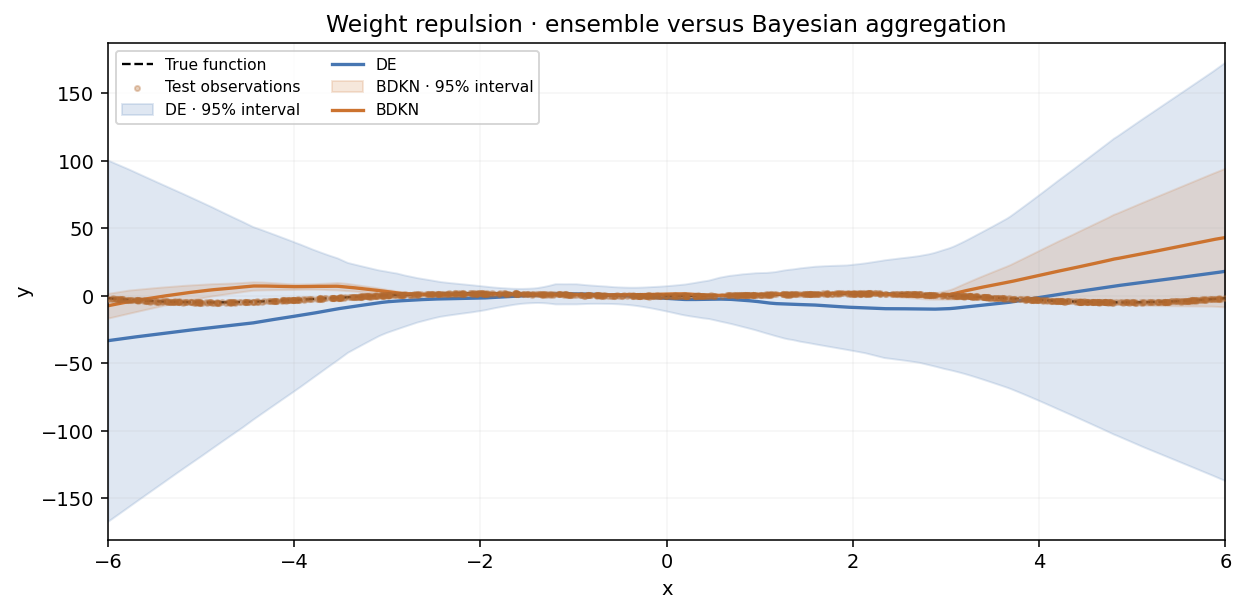 Weight repulsion · ensemble versus Bayesian aggregation
True function
Test observations
DE · 95% interval
DE
BDKN · 95% interval
BDKN
y
150
100
50
0
−50
−100
−150
−6
−4
−2
0
2
4
6
x